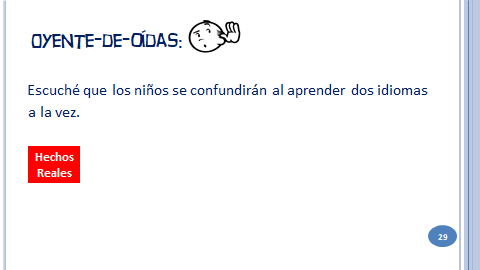 OYENTE-DE-OÍDAS:
Escuché que los niños se confundirán al aprender dos idiomas
a la vez.
Hechos
Reales
29